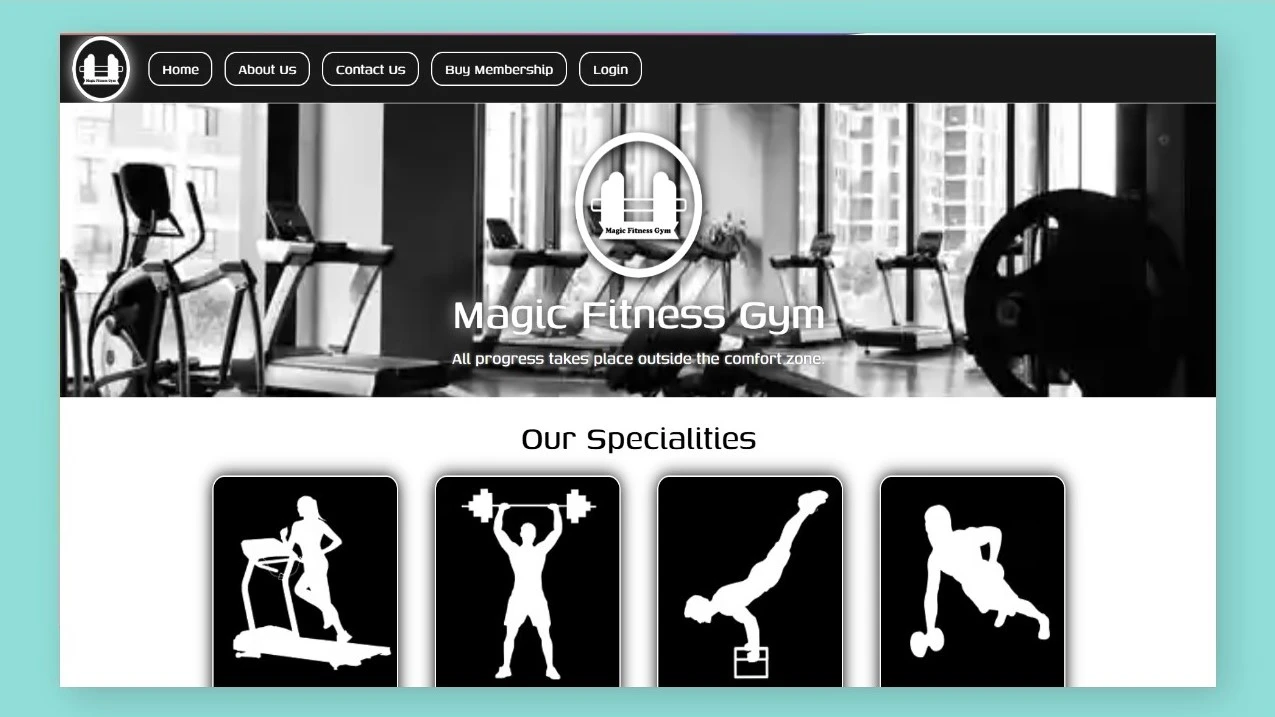 Magic Fitness Gym
Home
About Us
Contact Us
Buy Membership
Login
Magic Fitness Gym
Magic Fitness Gym
All progress takes place outside the comfort zone.
Our Specialities